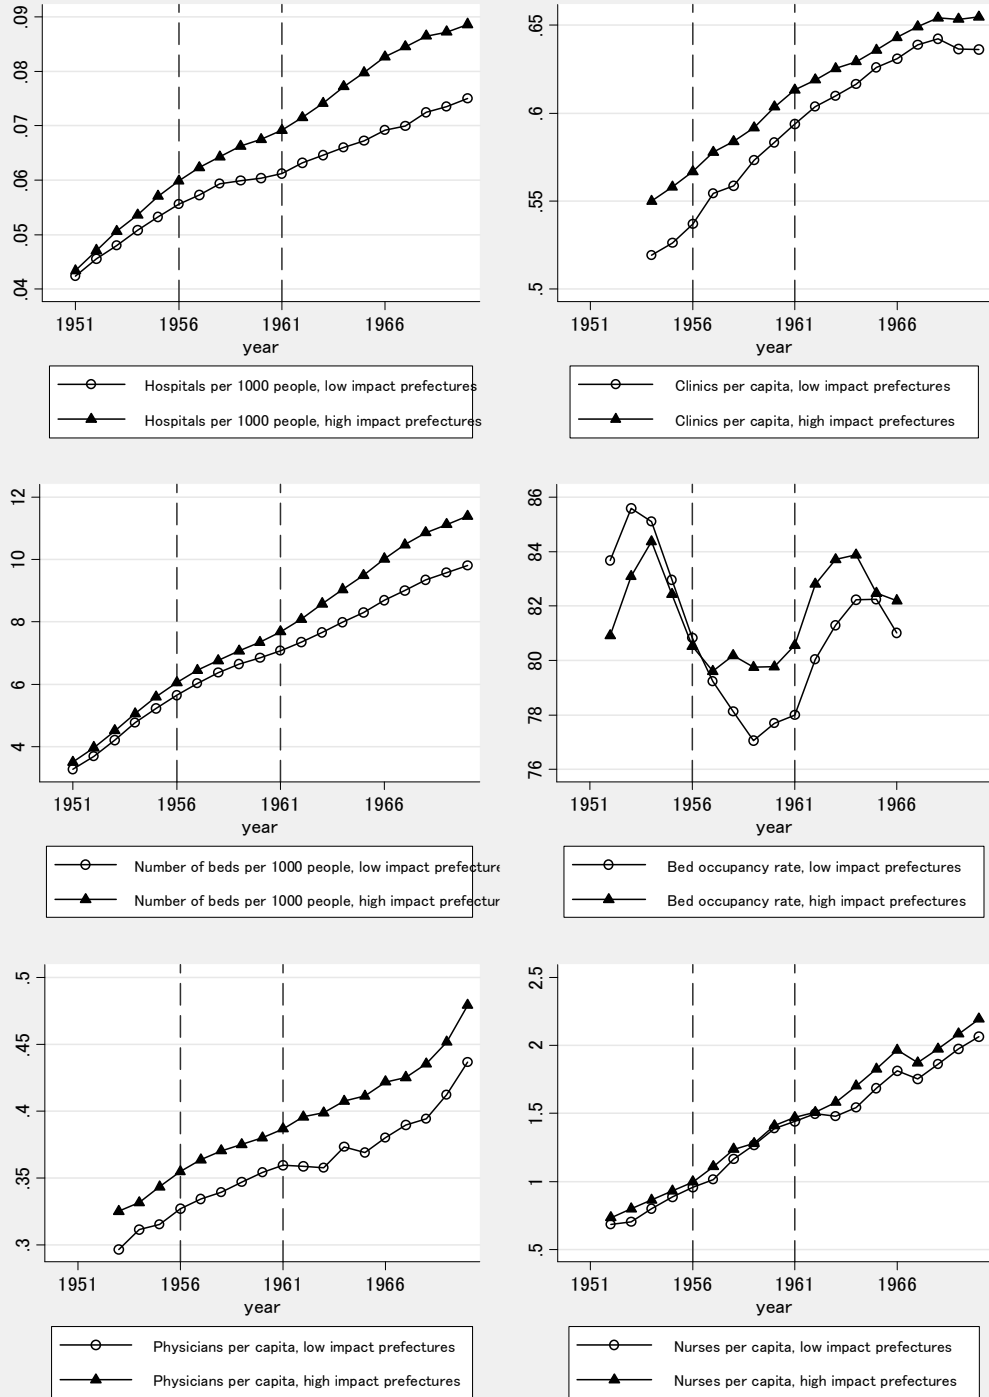 .09
.08
.07
.06
.05
.04
1951 1956 1961 1966
year
Hospitals per 1000 people, low impact prefectures
Hospitals per 1000 people, high impact prefectures
.65
.6
.55
.5
1951 1956 1961 1966
year
Clinics per capita, low impact prefectures
Clinics per capita, high impact prefectures
12
10
8
6
4
1951 1956 1961 1966
year
Number of beds per 1000 people, low impact prefecture
Number of beds per 1000 people, high impact prefectur
86
84
82
80
78
76
1951 1956 1961 1966
year
Bed occupancy rate, low impact prefectures
Bed occupancy rate, high impact prefectures
.5
.45
.4
.35
.3
1951 1956 1961 1966
year
Physicians per capita, low impact prefectures
Physicians per capita, high impact prefectures
2.5
2
1.5
1
.5
1951 1956 1961 1966
year
Nurses per capita, low impact prefectures
Nurses per capita, high impact prefectures